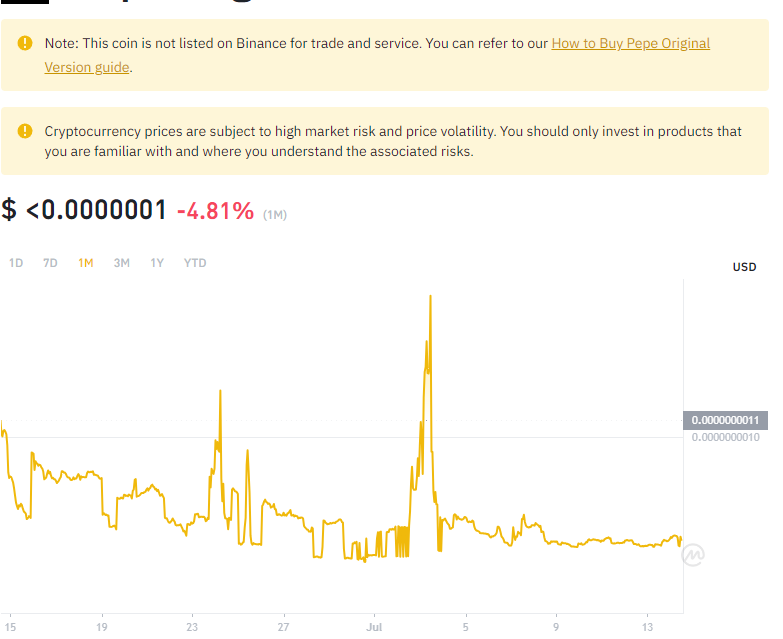 Note: This coin is not listed on Binance for trade and service. You can refer to our How to Buy Pepe Original
Version guide.
Cryptocurrency prices are subject to high market risk and price volatility. You should only invest in products that
you are familiar with and where you understand the associated risks.
$ <0.0000001 -4.81% (1M)
1D 7D 1M 3M 1Y YTD
USD
0.0000000011
0.0000000010
15 19 23 27 Jul 5 9 13